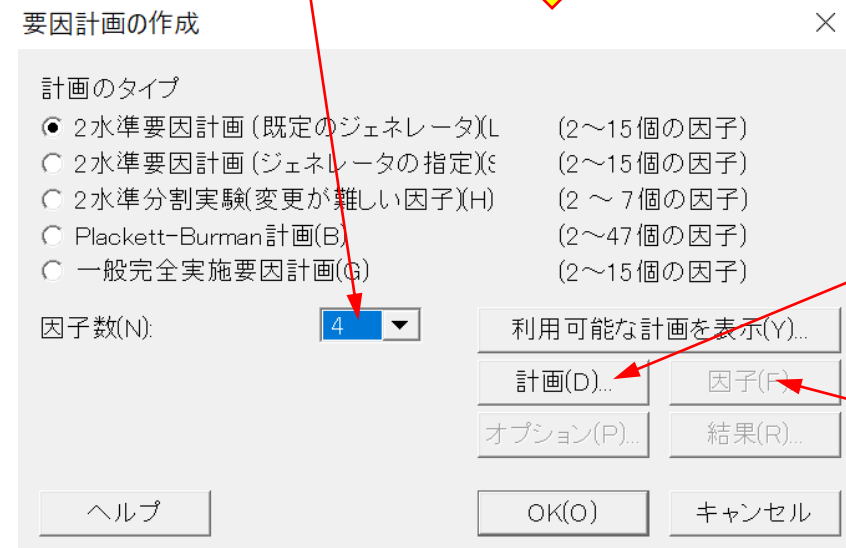 要因計画の作成
計画のタイプ
2水準要因計画 (既定のジェネレータ)(L (2～15個の因子)
2水準要因計画 (ジェネレータの指定)(S (2～15個の因子)
2水準分割実験(変更が難しい因子)(H) (2 ～ 7個の因子)
Plackett-Burman計画(B) (2～47個の因子)
一般完全実施要因計画(G) (2～15個の因子)
因子数(N): 4 利用可能な計画を表示(Y)...
計画(D)... 因子(F)...
オプション(P)... 結果(R)...
ヘルプ OK(O) キャンセル